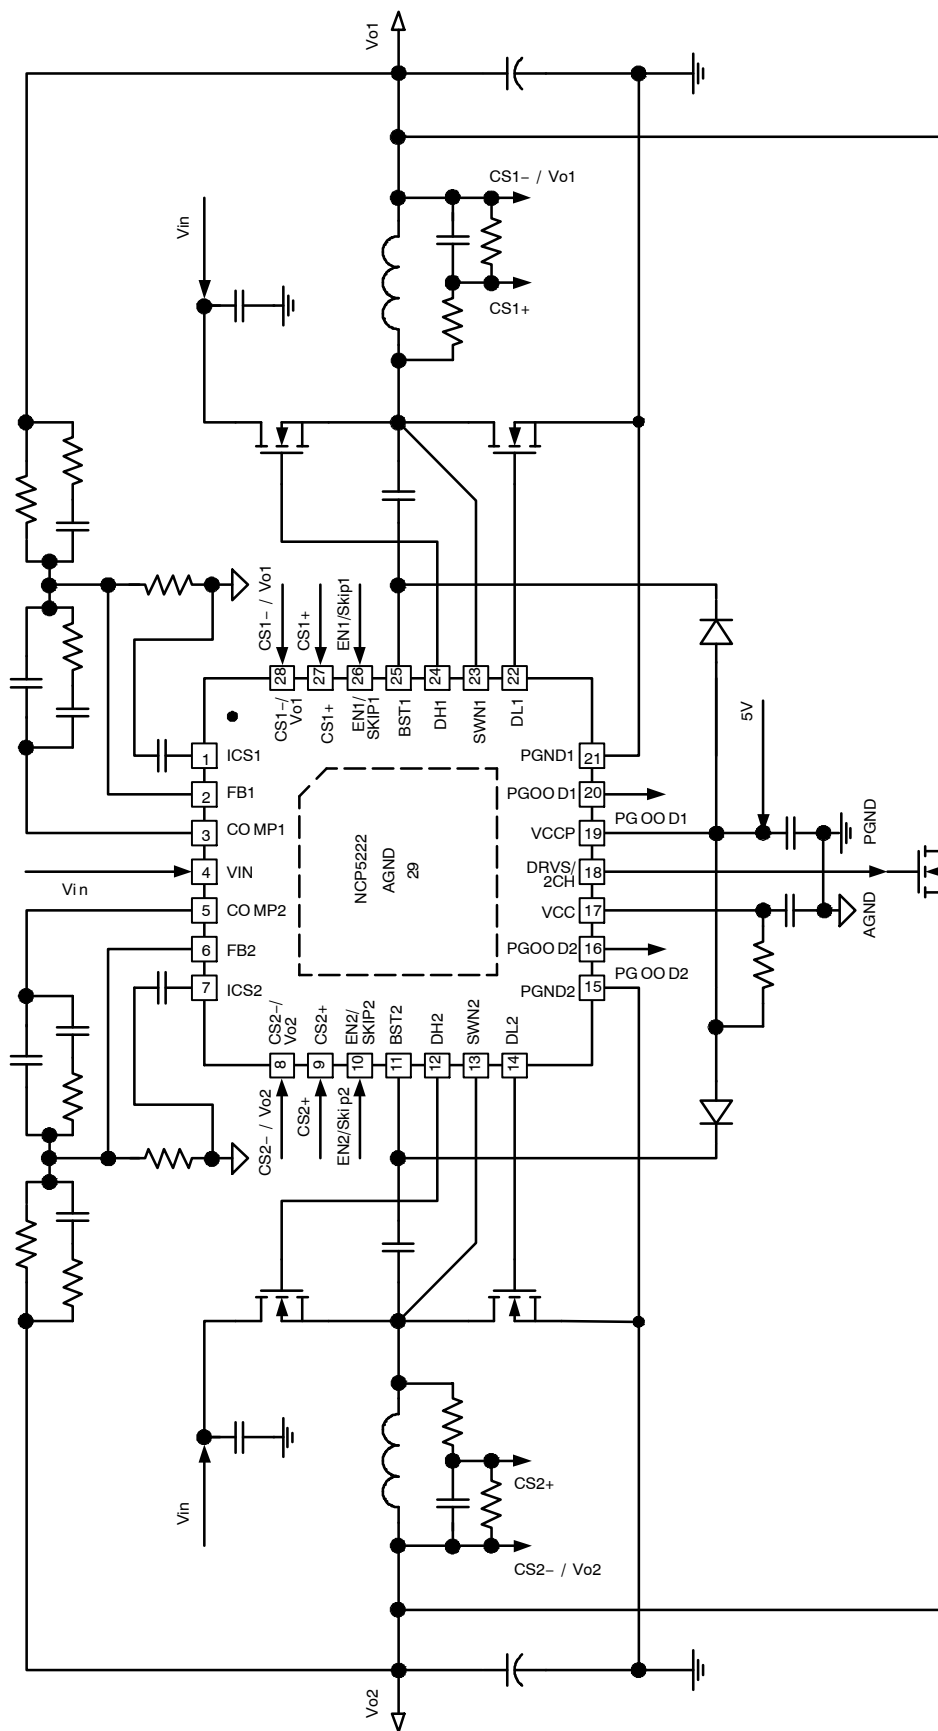 Vo1
CS1− / Vo1
Vin
CS1+
CS1− / Vo1
CS1+
EN1/Skip1
28
27
26
25
24
23
22
CS1−/
Vo1
CS1+
EN1/
SKIP1
BST1
DH1
SWN1
DL1
5V
1
ICS1
2
FB1
3
COMP1
4
VIN
Vin
5
COMP2
6
FB2
7
ICS2
NCP5222
AGND
29
PGND1
21
PGOOD1
20
PGOOD1
VCCP
19
DRVS/
2CH
18
VCC
17
PGOOD2
16
PGOOD2
PGND2
15
PGND
AGND
CS2−/
Vo2
CS2+
EN2/
SKIP2
BST2
DH2
SWN2
DL2
8
9
10
11
12
13
14
CS2− / Vo2
CS2+
EN2/Skip2
Vin
CS2+
CS2− / Vo2
Vo2